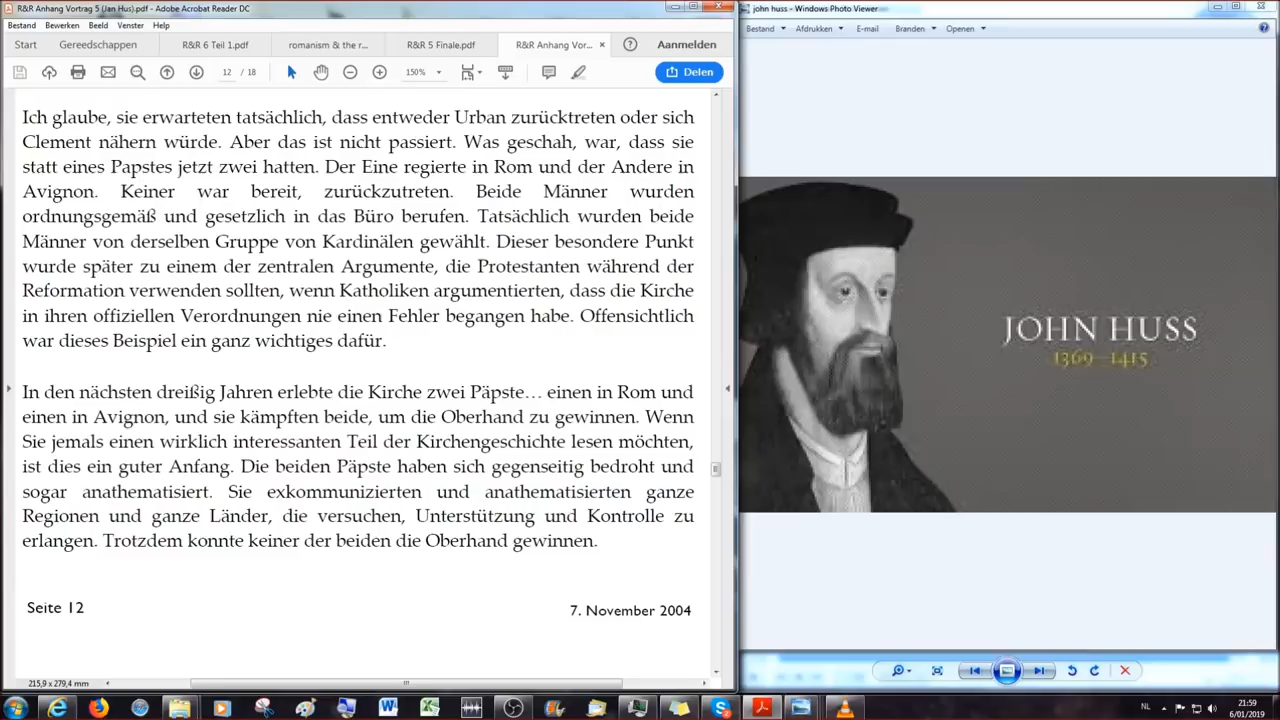 R&R Anhang Vortrag 5 (Jan Hus).pdf - Adobe Acrobat Reader DC
Bestand Bewerken Beeld Venster Help
Start Gereedschappen R&R 6 Teil 1.pdf romanism & the r... R&R 5 Finale.pdf R&R Anhang Vor... × Aanmelden
12 / 18 150% Delen
Ich glaube, sie erwarteten tatsächlich, dass entweder Urban zurücktreten oder sich
Clement nähern würde. Aber das ist nicht passiert. Was geschah, war, dass sie
statt eines Papstes jetzt zwei hatten. Der Eine regierte in Rom und der Andere in
Avignon. Keiner war bereit, zurückzutreten. Beide Männer wurden
ordnungsgemäß und gesetzlich in das Büro berufen. Tatsächlich wurden beide
Männer von derselben Gruppe von Kardinälen gewählt. Dieser besondere Punkt
wurde später zu einem der zentralen Argumente, die Protestanten während der
Reformation verwenden sollten, wenn Katholiken argumentierten, dass die Kirche
in ihren offiziellen Verordnungen nie einen Fehler begangen habe. Offensichtlich
war dieses Beispiel ein ganz wichtiges dafür.
In den nächsten dreißig Jahren erlebte die Kirche zwei Päpste… einen in Rom und
einen in Avignon, und sie kämpften beide, um die Oberhand zu gewinnen. Wenn
Sie jemals einen wirklich interessanten Teil der Kirchengeschichte lesen möchten,
ist dies ein guter Anfang. Die beiden Päpste haben sich gegenseitig bedroht und
sogar anathematisiert. Sie exkommunizierten und anathematisierten ganze
Regionen und ganze Länder, die versuchen, Unterstützung und Kontrolle zu
erlangen. Trotzdem konnte keiner der beiden die Oberhand gewinnen.
Seite 12 7. November 2004
215,9 x 279,4 mm
john huss - Windows Photo Viewer
Bestand Afdrukken E-mail Branden Openen
JOHN HUSS
1369–1415
NL 21:59
6/01/2019